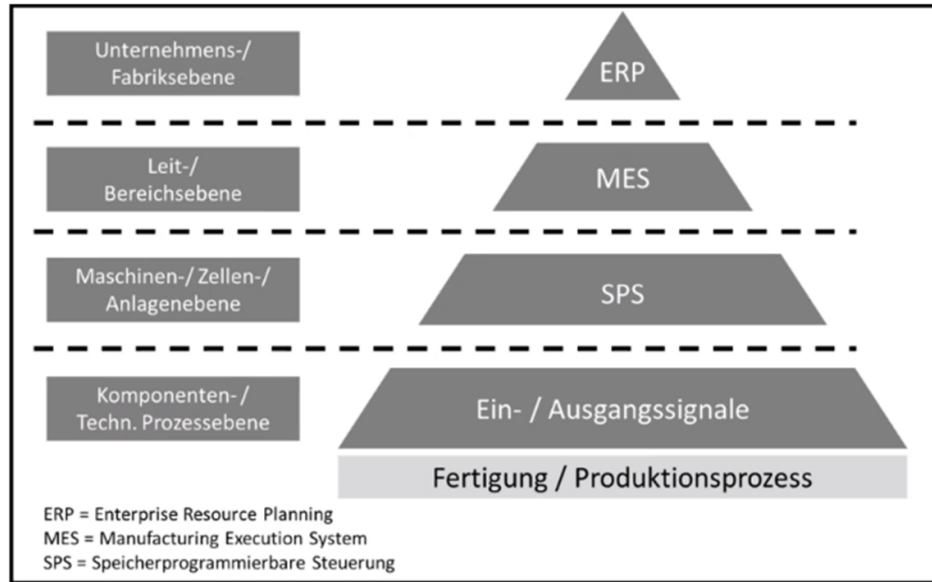 Unternehmens-/
Fabriksebene
ERP
Leit-/
Bereichsebene
MES
Maschinen-/ Zellen-/
Anlagenebene
SPS
Komponenten-/
Techn. Prozessebene
Ein- / Ausgangssignale
Fertigung / Produktionsprozess
ERP = Enterprise Resource Planning
MES = Manufacturing Execution System
SPS = Speicherprogrammierbare Steuerung